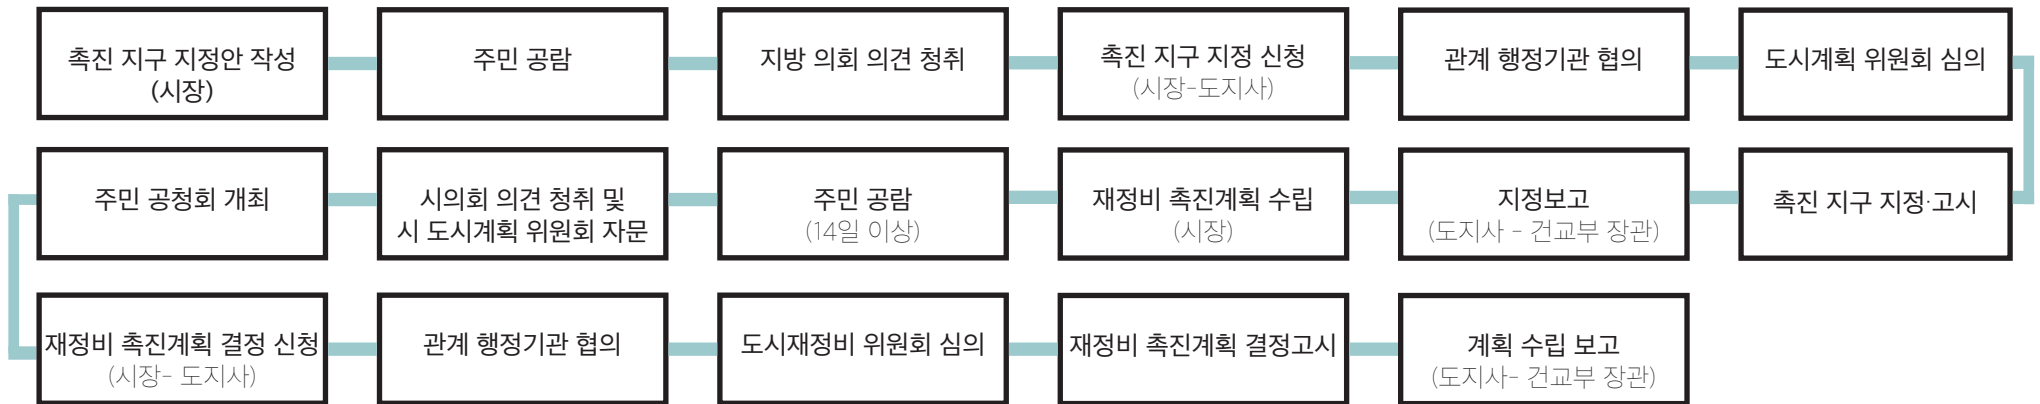 촉진 지구 지정안 작성
(시장)
주민 공람
지방 의회 의견 청취
촉진 지구 지정 신청
(시장-도지사)
관계 행정기관 협의
도시계획 위원회 심의
주민 공청회 개최
시의회 의견 청취 및
시 도시계획 위원회 자문
주민 공람
(14일 이상)
재정비 촉진계획 수립
(시장)
지정보고
(도지사 - 건교부 장관)
촉진 지구 지정·고시
재정비 촉진계획 결정 신청
(시장- 도지사)
관계 행정기관 협의
도시재정비 위원회 심의
재정비 촉진계획 결정고시
계획 수립 보고
(도지사- 건교부 장관)